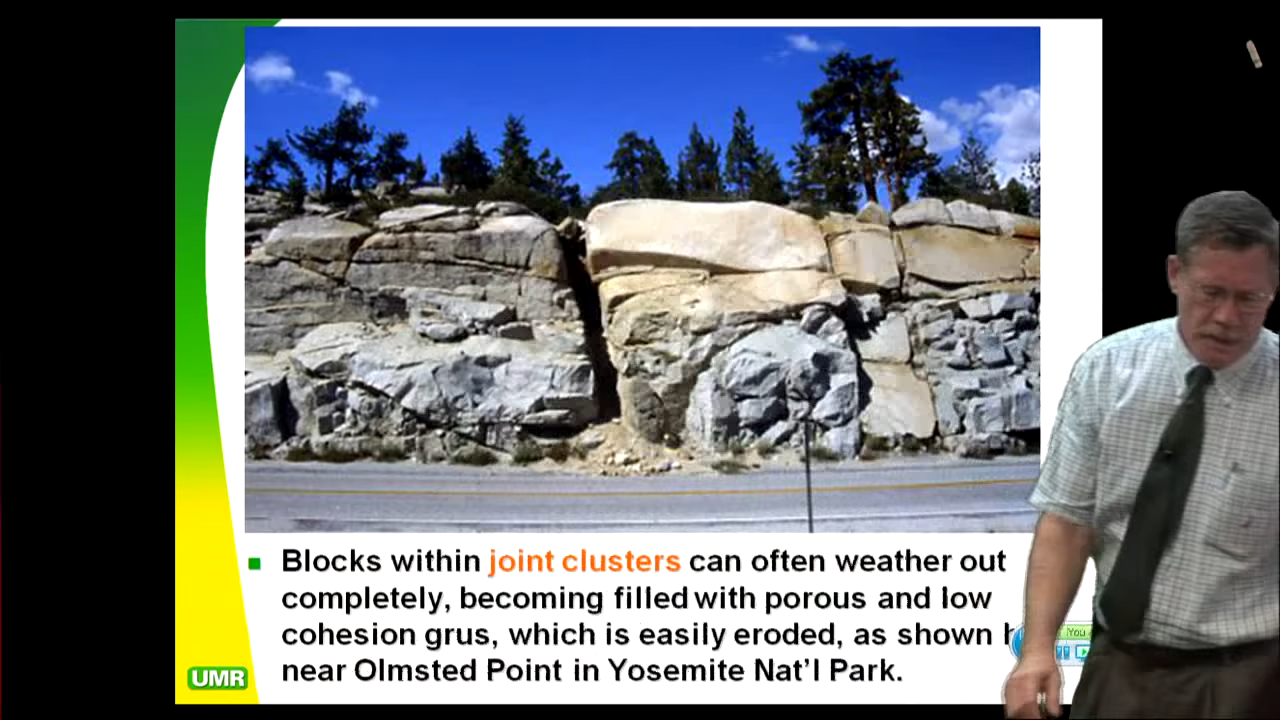 Blocks within joint clusters can often weather out
completely, becoming filled with porous and low
cohesion grus, which is easily eroded, as shown
near Olmsted Point in Yosemite Nat'l Park.
UMR
You